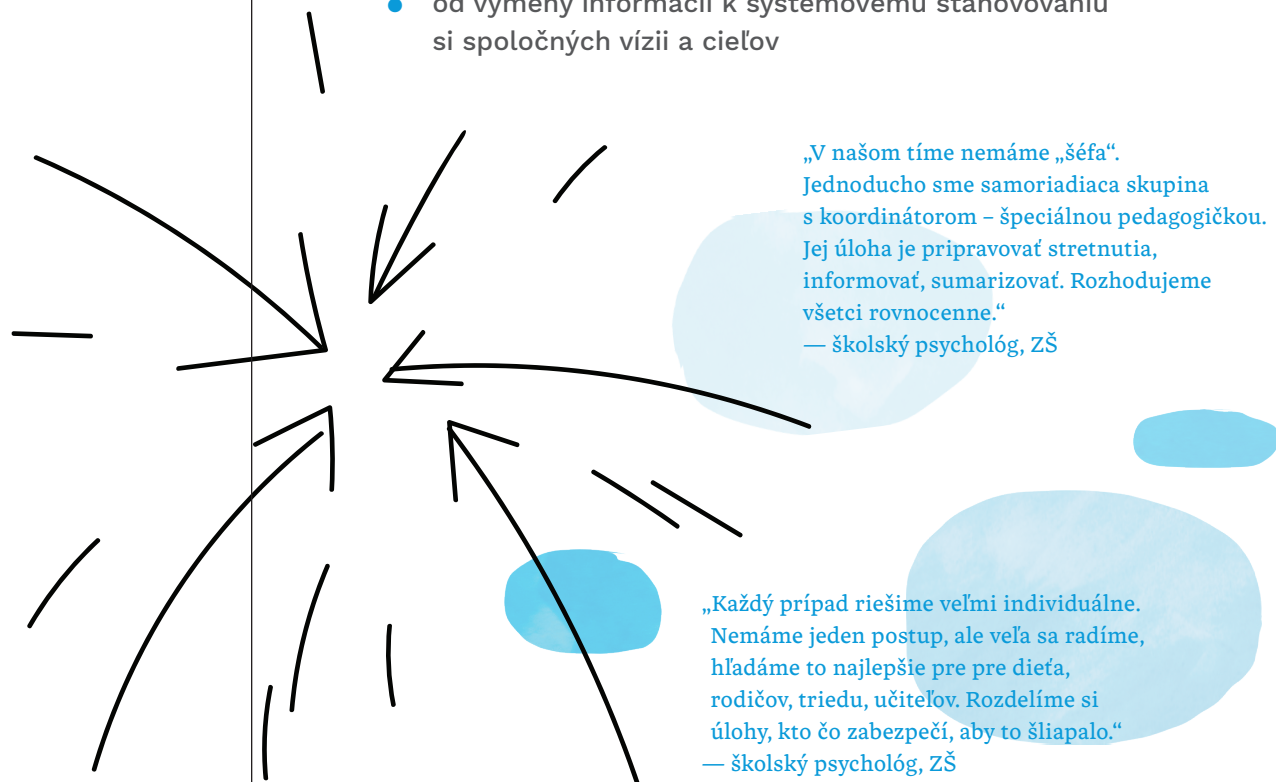 od výmeny informácií k systémovému stanovovaniu
si spoločných vízii a cieľov
„V našom tíme nemáme „šéfa“.
Jednoducho sme samoriadiaca skupina
s koordinátorom – špeciálnou pedagogičkou.
Jej úloha je pripravovať stretnutia,
informovať, sumarizovať. Rozhodujeme
všetci rovnocenne.“
— školský psychológ, ZŠ
„Každý prípad riešime veľmi individuálne.
Nemáme jeden postup, ale veľa sa radíme,
hľadáme to najlepšie pre pre dieťa,
rodičov, triedu, učiteľov. Rozdelíme si
úlohy, kto čo zabezpečí, aby to šliapalo.“
— školský psychológ, ZŠ